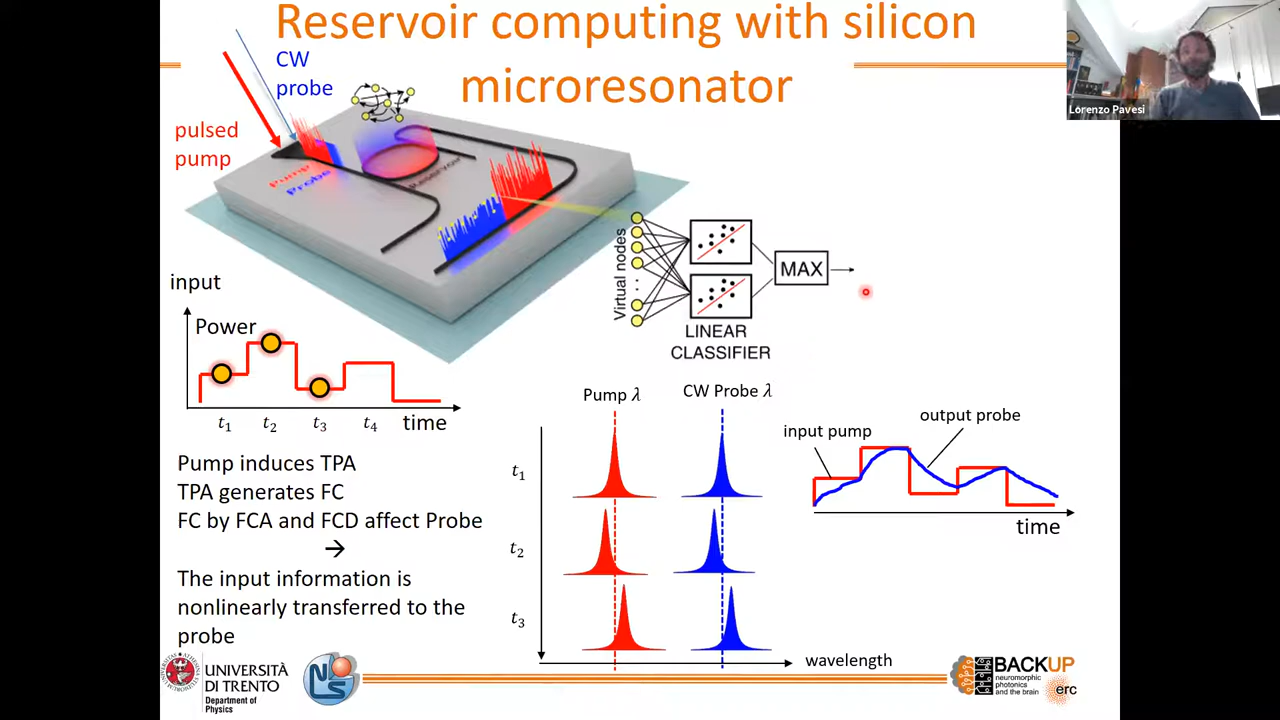 Reservoir computing with silicon
microresonator
Lorenzo Pavesi
CW
probe
pulsed
pump
Pump
Probe
Reservoir
Virtual nodes
MAX
LINEAR
CLASSIFIER
input
Power
t₁ t₂ t₃ t₄ time
Pump induces TPA
TPA generates FC
FC by FCA and FCD affect Probe
→
The input information is
nonlinearly transferred to the
probe
Pump λ CW Probe λ
t₁
t₂
t₃
wavelength
input pump
output probe
time
UNIVERSITÀ
DI TRENTO
Department of
Physics
BACKUP
neuromorphic
photonics
and the brain
erc